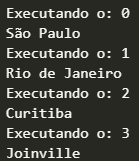 Executando o: 0
São Paulo
Executando o: 1
Rio de Janeiro
Executando o: 2
Curitiba
Executando o: 3
Joinville